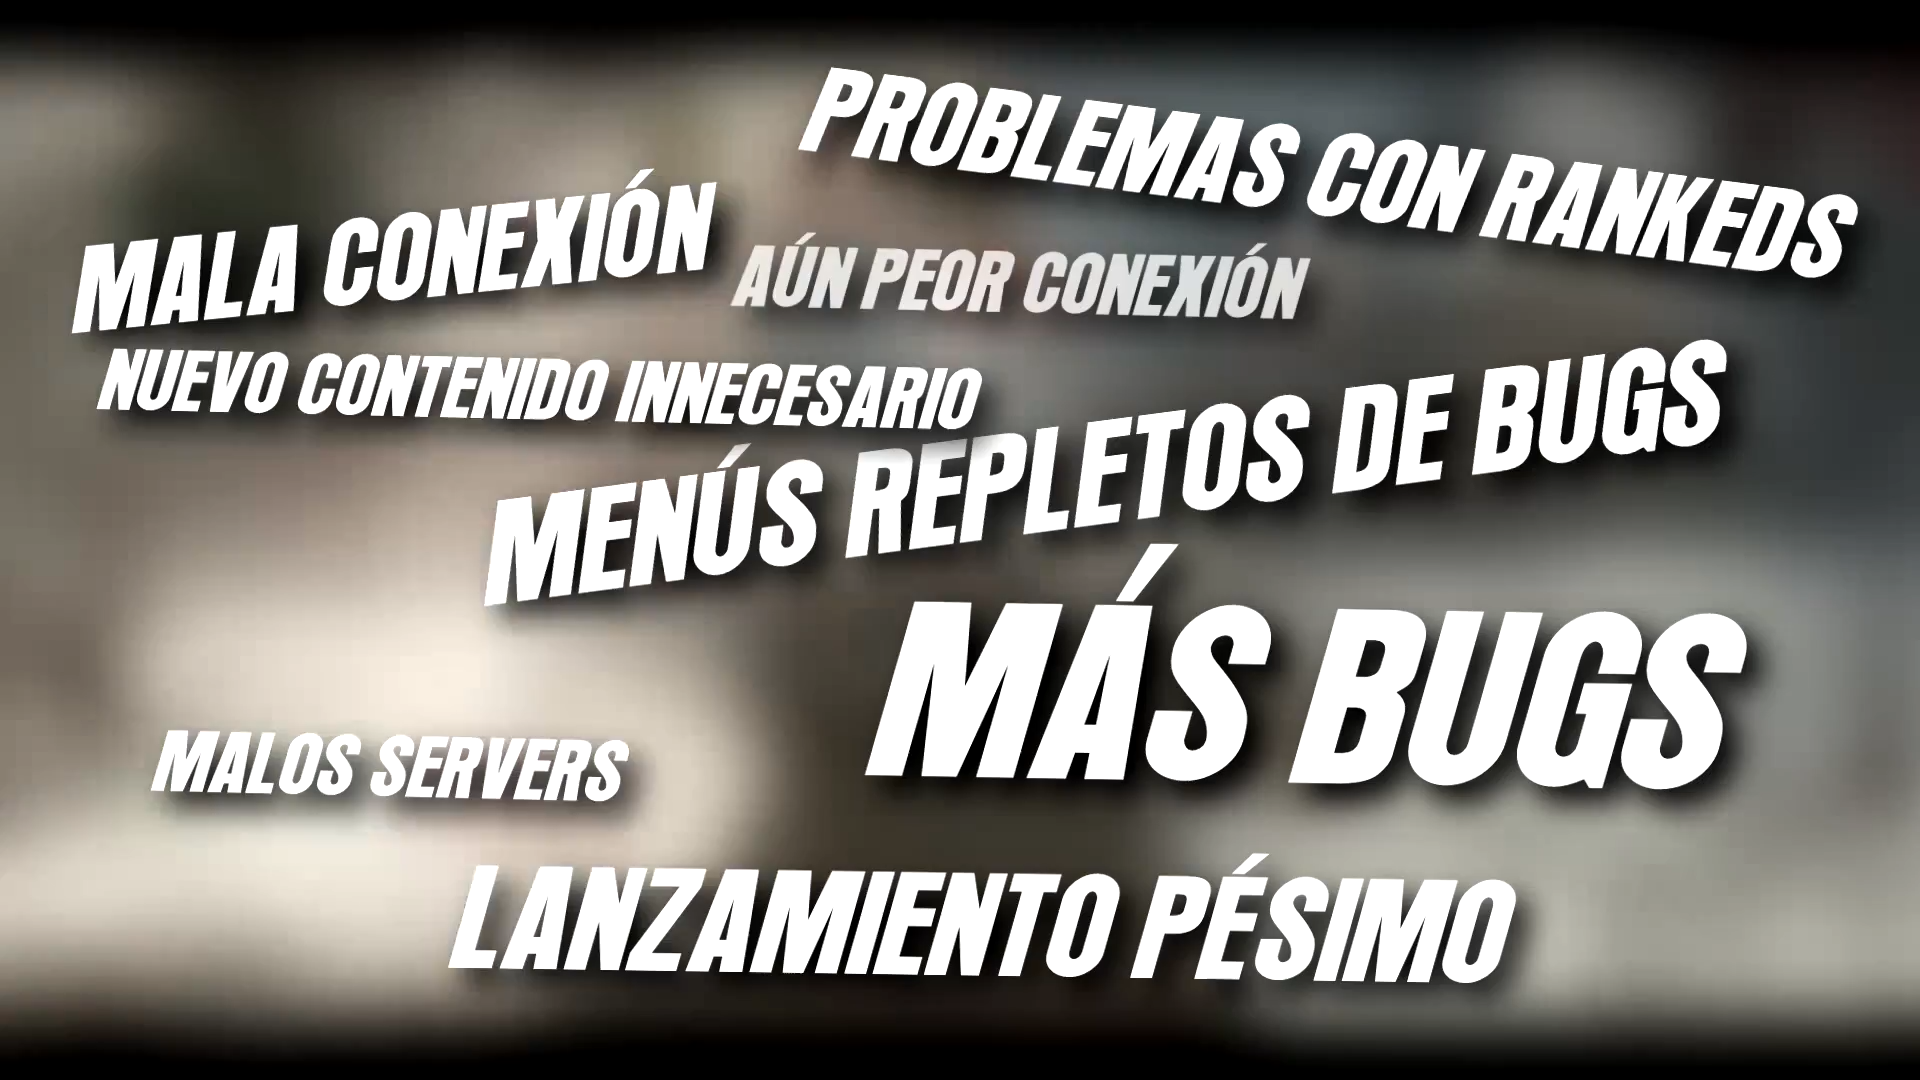 PROBLEMAS CON RANKEDS
MALA CONEXIÓN
AÚN PEOR CONEXIÓN
NUEVO CONTENIDO INNECESARIO
MENÚS REPLETOS DE BUGS
MÁS BUGS
MALOS SERVERS
LANZAMIENTO PÉSIMO